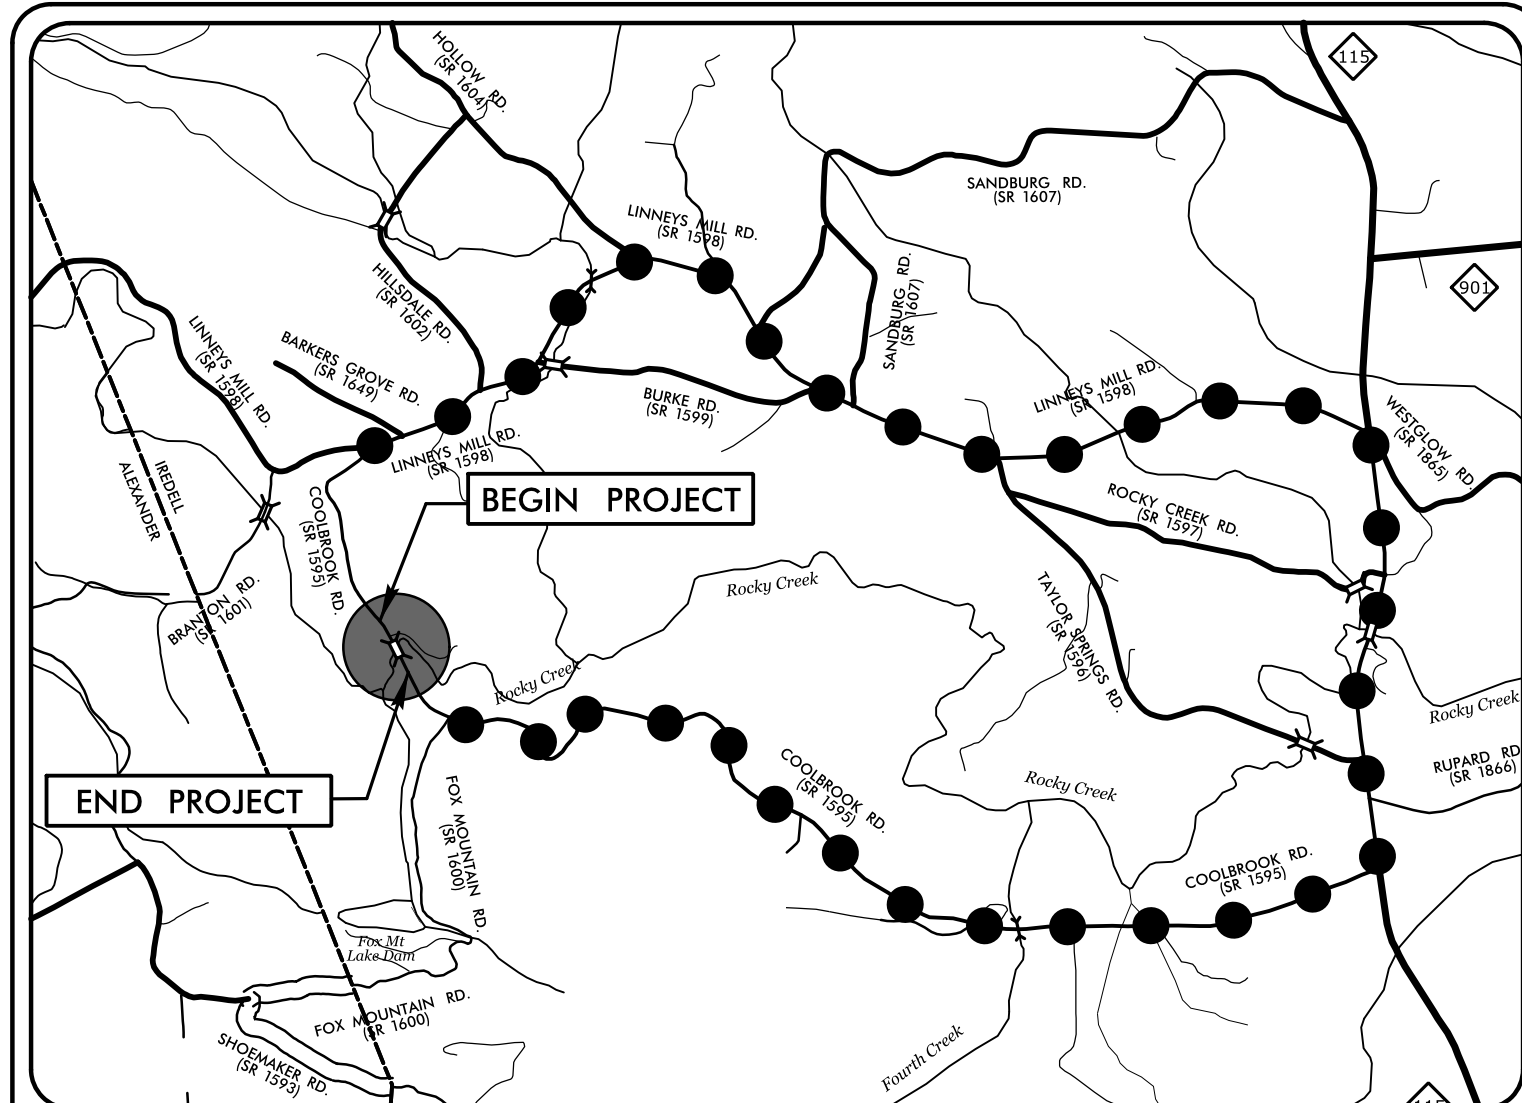 115
HOLLOW RD.
(SR 1604)
SANDBURG RD.
(SR 1607)
LINNEYS MILL RD.
(SR 1598)
901
HILLSDALE RD.
(SR 1602)
SANDBURG RD.
(SR 1607)
LINNEYS MILL RD.
(SR 1598)
BARKERS GROVE RD.
(SR 1649)
BURKE RD.
(SR 1599)
LINNEYS MILL RD.
(SR 1598)
WESTGLOW RD.
(SR 1865)
LINNEYS MILL RD.
(SR 1598)
IREDELL
ALEXANDER
BEGIN PROJECT
ROCKY CREEK RD.
(SR 1597)
COOLBROOK RD.
(SR 1595)
BRANTON RD.
(SR 1601)
Rocky Creek
TAYLOR SPRINGS RD.
(SR 1596)
Rocky Creek
Rocky Creek
RUPARD RD
(SR 1866)
END PROJECT
COOLBROOK RD.
(SR 1595)
Rocky Creek
FOX MOUNTAIN RD.
(SR 1600)
COOLBROOK RD.
(SR 1595)
Fox Mt
Lake Dam
FOX MOUNTAIN RD.
(SR 1600)
SHOEMAKER RD.
(SR 1593)
Fourth Creek
115